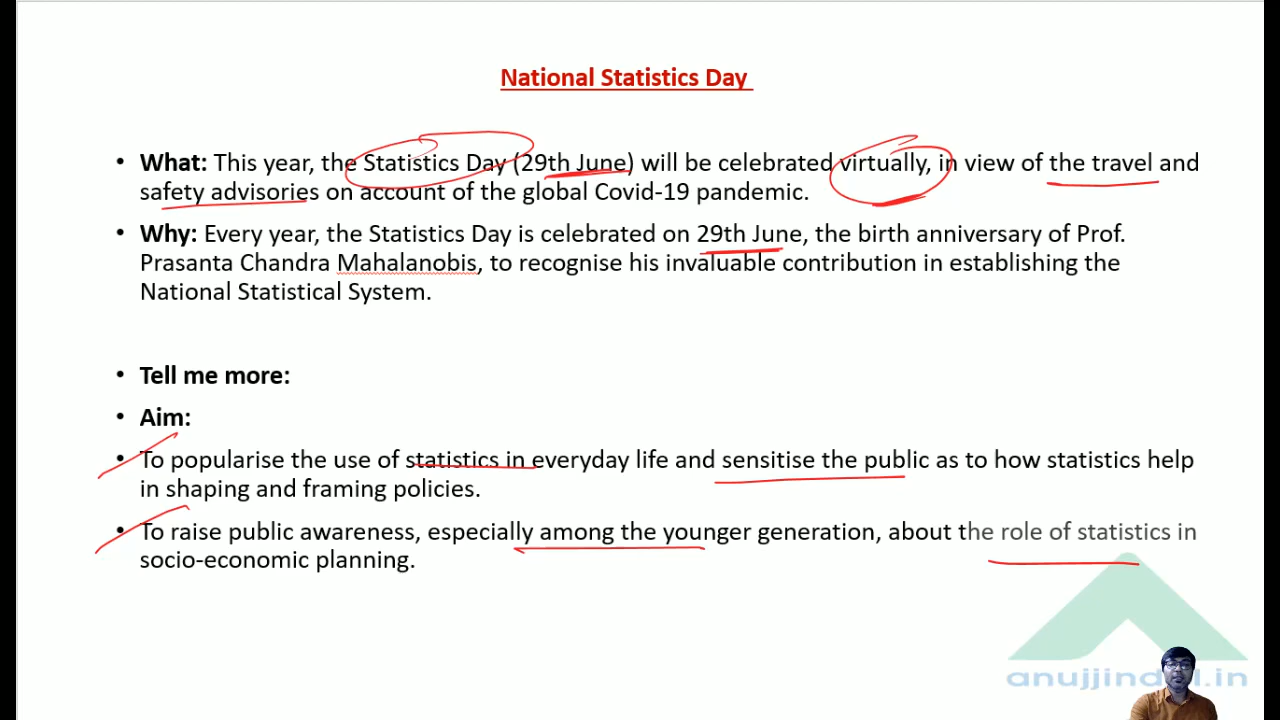 National Statistics Day
• What: This year, the Statistics Day (29th June) will be celebrated virtually, in view of the travel and
safety advisories on account of the global Covid-19 pandemic.
• Why: Every year, the Statistics Day is celebrated on 29th June, the birth anniversary of Prof.
Prasanta Chandra Mahalanobis, to recognise his invaluable contribution in establishing the
National Statistical System.
• Tell me more:
• Aim:
• To popularise the use of statistics in everyday life and sensitise the public as to how statistics help
in shaping and framing policies.
• To raise public awareness, especially among the younger generation, about the role of statistics in
socio-economic planning.